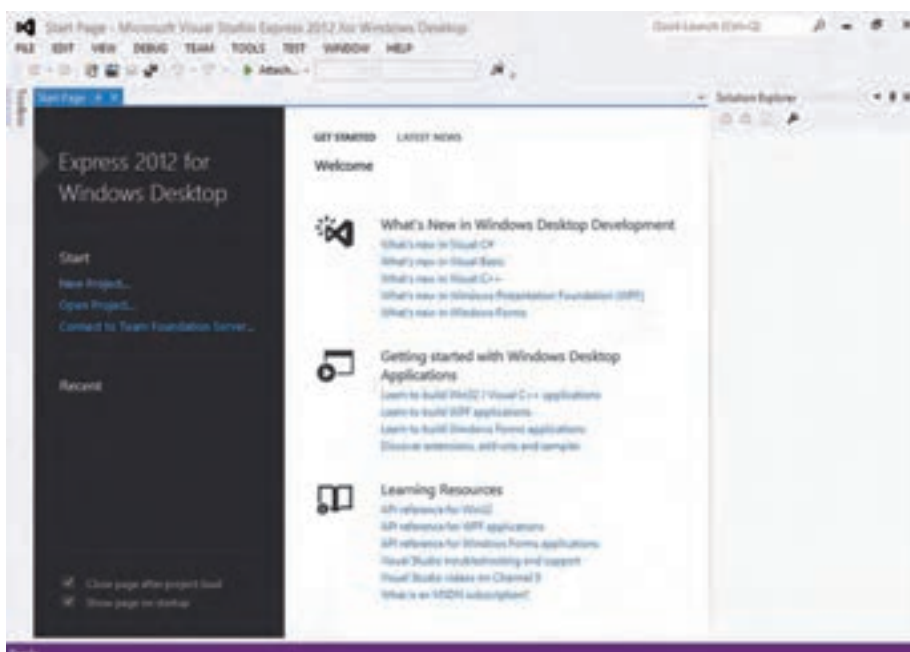 Start Page - Microsoft Visual Studio Express 2012 for Windows Desktop
Quick Launch (Ctrl+Q)
FILE EDIT VIEW DEBUG TEAM TOOLS TEST WINDOW HELP
Attach...
Toolbox
Start Page
Solution Explorer
Express 2012 for
Windows Desktop
Start
New Project...
Open Project...
Connect to Team Foundation Server...
Recent
Close page after project load
Show page on startup
GET STARTED LATEST NEWS
Welcome
What's New in Windows Desktop Development
What's new in Visual C#
What's new in Visual Basic
What's new in Visual C++
What's new in Windows Presentation Foundation (WPF)
What's new in Windows Forms
Getting started with Windows Desktop
Applications
Learn to build Win32 / Visual C++ applications
Learn to build WPF applications
Learn to build Windows Forms applications
Discover extensions, add-ons and samples
Learning Resources
API reference for Win32
API reference for WPF applications
API reference for Windows Forms applications
Visual Studio troubleshooting and support
Visual Studio videos on Channel 9
What is an MSDN subscription?